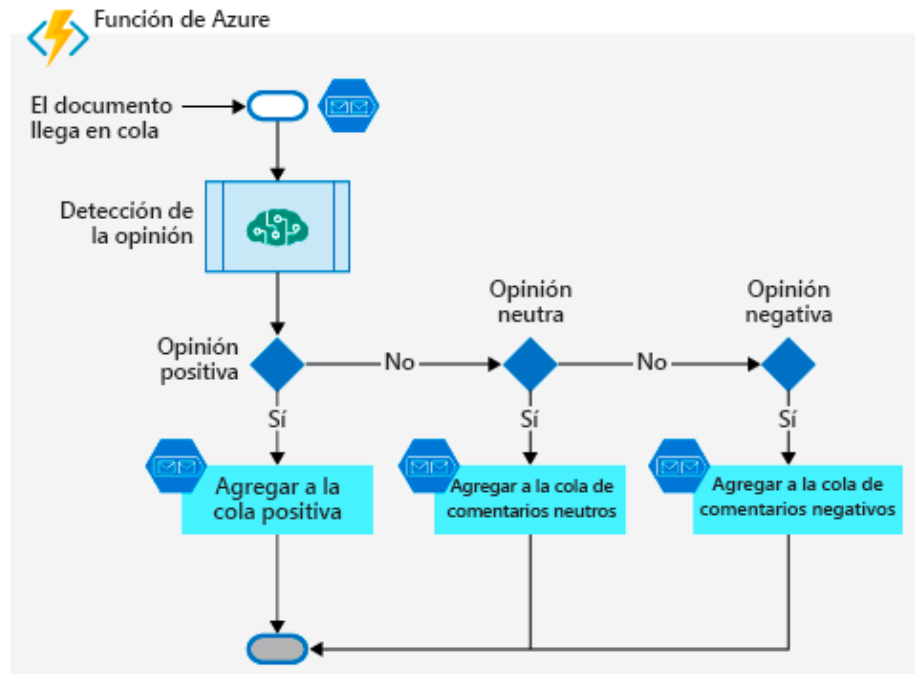 Función de Azure
El documento
llega en cola
Detección de
la opinión
Opinión
positiva
No
Opinión
neutra
No
Opinión
negativa
Sí
Sí
Sí
Agregar a la
cola positiva
Agregar a la cola de
comentarios neutros
Agregar a la cola de
comentarios negativos